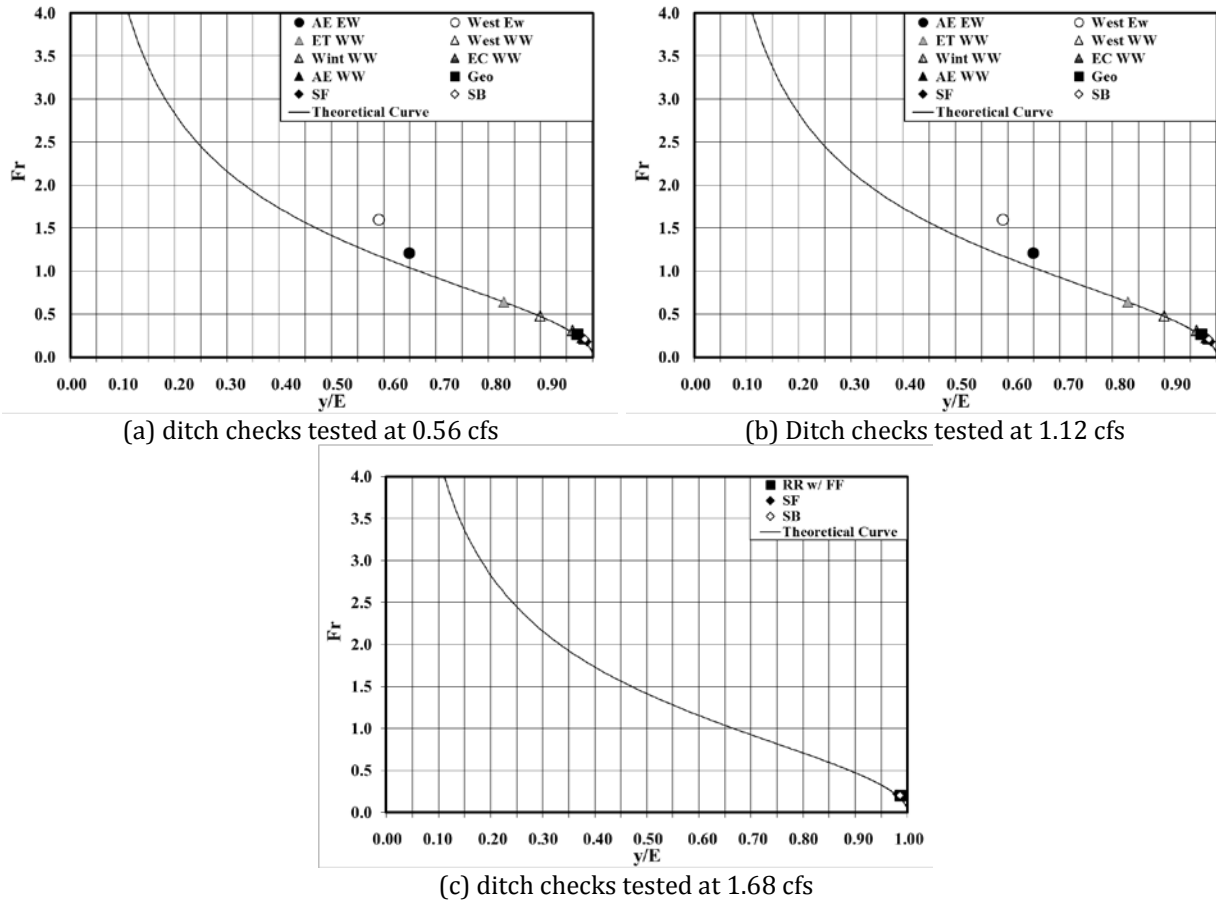 AE EW
West Ew
ET WW
West WW
Wint WW
EC WW
AE WW
Geo
SF
SB
Theoretical Curve
4.0
3.0
2.5
2.0
1.5
1.0
0.5
0.0
Fr
0.00 0.10 0.20 0.30 0.40 0.50 0.60 0.70 0.80 0.90
y/E
(a) ditch checks tested at 0.56 cfs
AE EW
West Ew
ET WW
West WW
Wint WW
EC WW
AE WW
Geo
SF
SB
Theoretical Curve
4.0
3.0
2.5
2.0
1.5
1.0
0.5
0.0
Fr
0.00 0.10 0.20 0.30 0.40 0.50 0.60 0.70 0.80 0.90
y/E
(b) Ditch checks tested at 1.12 cfs
RR w/ FF
SF
SB
Theoretical Curve
4.0
3.5
3.0
2.5
2.0
1.5
1.0
0.5
0.0
Fr
0.00 0.10 0.20 0.30 0.40 0.50 0.60 0.70 0.80 0.90 1.00
y/E
(c) ditch checks tested at 1.68 cfs